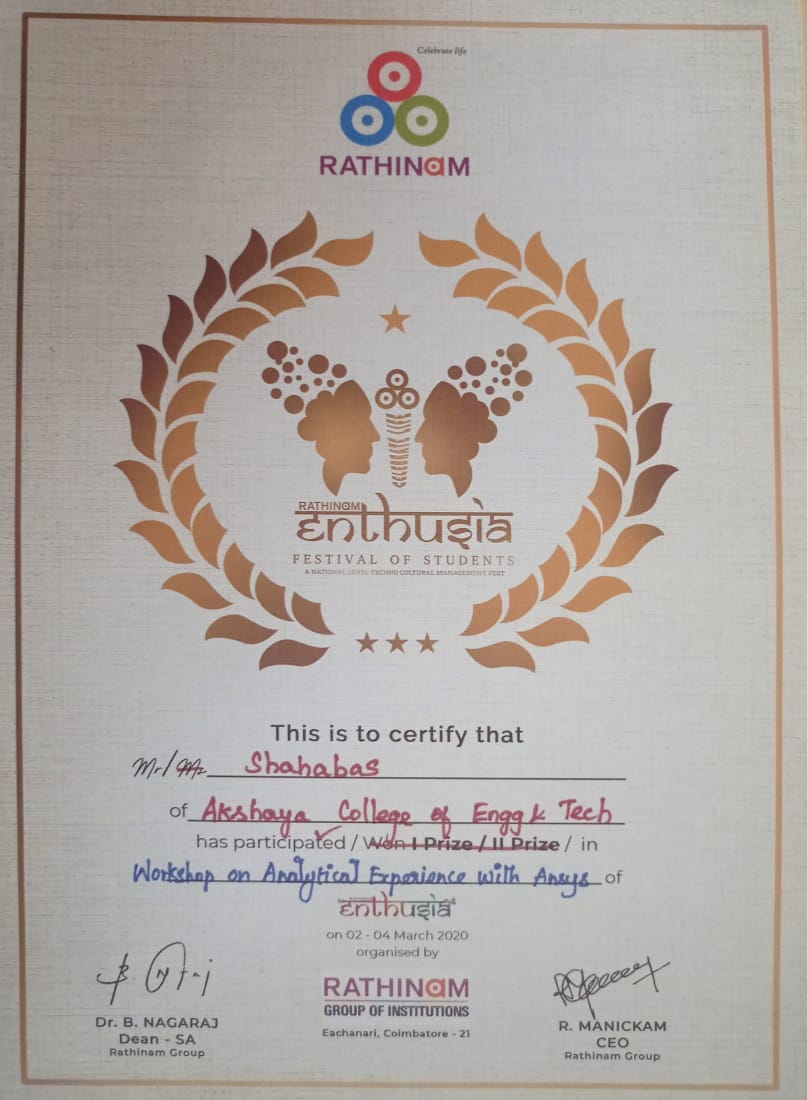 Celebrate life
RATHINAM
RATHINAM
enthusia
FESTIVAL OF STUDENTS
A NATIONAL LEVEL TECHNO CULTURAL MANAGEMENT FEST
This is to certify that
Mr/Ms Shahabas
of Akshaya College of Engg & Tech
has participated / Won I Prize / II Prize / in
Workshop on Analytical Experience with Ansys of
enthusia
on 02 - 04 March 2020
organised by
RATHINAM
GROUP OF INSTITUTIONS
Eachanari, Coimbatore - 21
Dr. B. NAGARAJ
Dean - SA
Rathinam Group
R. MANICKAM
CEO
Rathinam Group